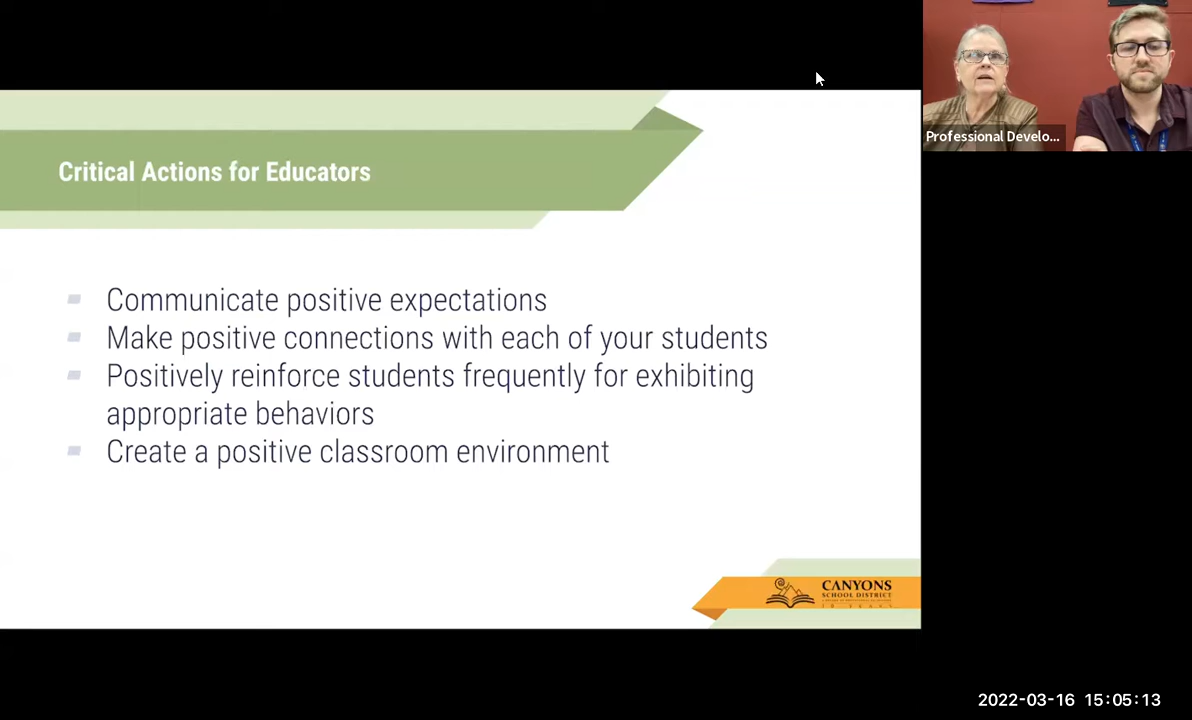 Professional Develo...
Critical Actions for Educators
Communicate positive expectations
Make positive connections with each of your students
Positively reinforce students frequently for exhibiting
appropriate behaviors
Create a positive classroom environment
CANYONS
SCHOOL DISTRICT
2022-03-16 15:05:13